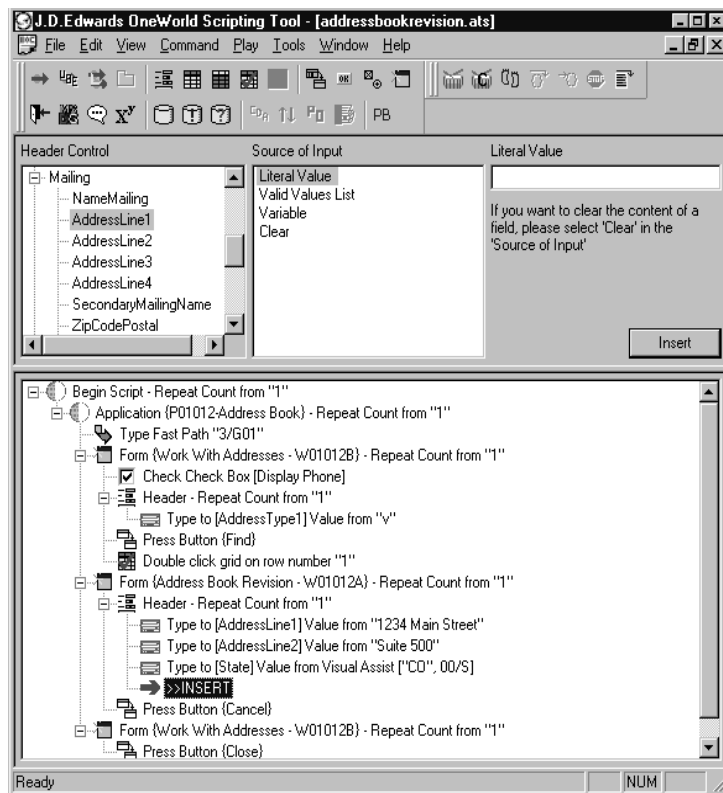 J.D.Edwards OneWorld Scripting Tool - [addressbookrevision.ats]
File Edit View Command Play Tools Window Help
PB
Header Control
Mailing
NameMailing
AddressLine1
AddressLine2
AddressLine3
AddressLine4
SecondaryMailingName
ZipCodePostal
Source of Input
Literal Value
Valid Values List
Variable
Clear
Literal Value
If you want to clear the content of a
field, please select 'Clear' in the
'Source of Input'
Insert
Begin Script - Repeat Count from "1"
Application {P01012-Address Book} - Repeat Count from "1"
Type Fast Path "3/G01"
Form {Work With Addresses - W01012B} - Repeat Count from "1"
Check Check Box [Display Phone]
Header - Repeat Count from "1"
Type to [AddressType1] Value from "v"
Press Button {Find}
Double click grid on row number "1"
Form {Address Book Revision - W01012A} - Repeat Count from "1"
Header - Repeat Count from "1"
Type to [AddressLine1] Value from "1234 Main Street"
Type to [AddressLine2] Value from "Suite 500"
Type to [State] Value from Visual Assist ["CO", 00/S]
>>INSERT
Press Button {Cancel}
Form {Work With Addresses - W01012B} - Repeat Count from "1"
Press Button {Close}
Ready
NUM